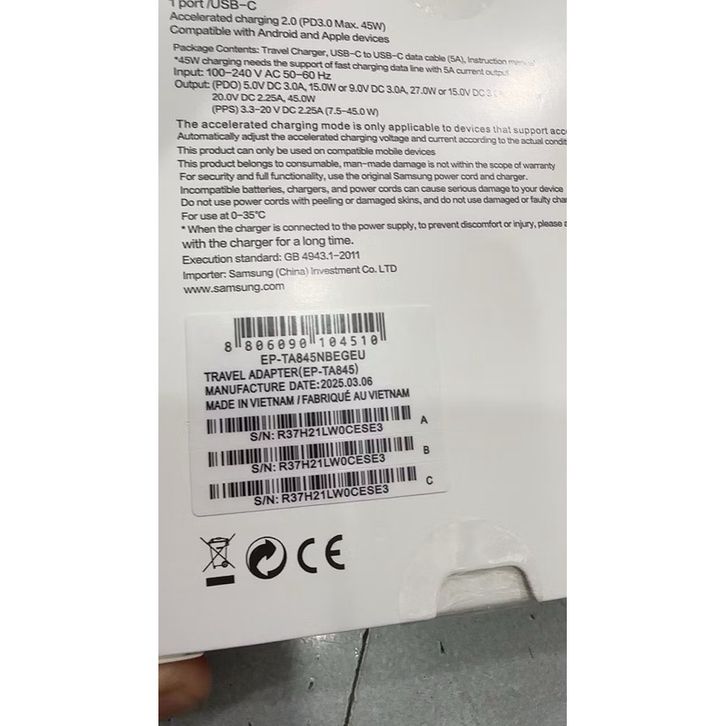 1 port /USB-C
Accelerated charging 2.0 (PD3.0 Max. 45W)
Compatible with Android and Apple devices
Package Contents: Travel Charger, USB-C to USB-C data cable (5A), Instruction
*45W charging needs the support of fast charging data line with 5A current output
Input: 100-240 V AC 50-60 Hz
Output: (PDO) 5.0V DC 3.0A, 15.0W or 9.0V DC 3.0A, 27.0W or 15.0V DC
20.0V DC 2.25A, 45.0W
(PPS) 3.3-20 V DC 2.25A (7.5-45.0 W)
The accelerated charging mode is only applicable to devices that support
Automatically adjust the accelerated charging voltage and current according to the actual
This product can only be used on compatible mobile devices
This product belongs to consumable, man-made damage is not within the scope of warranty
For security and full functionality, use the original Samsung power cord and charger.
Incompatible batteries, chargers, and power cords can cause serious damage to your device
Do not use power cords with peeling or damaged skins, and do not use damaged or faulty
For use at 0-35°C
* When the charger is connected to the power supply, to prevent discomfort or injury, please
with the charger for a long time.
Execution standard: GB 4943.1-2011
Importer: Samsung (China) Investment Co. LTD
www.samsung.com
8 806090 104510
EP-TA845NBEGEU
TRAVEL ADAPTER(EP-TA845)
MANUFACTURE DATE:2025.03.06
MADE IN VIETNAM / FABRIQUÉ AU VIETNAM
A
S/N: R37H21LW0CESE3
B
S/N: R37H21LW0CESE3
C
S/N: R37H21LW0CESE3
CE